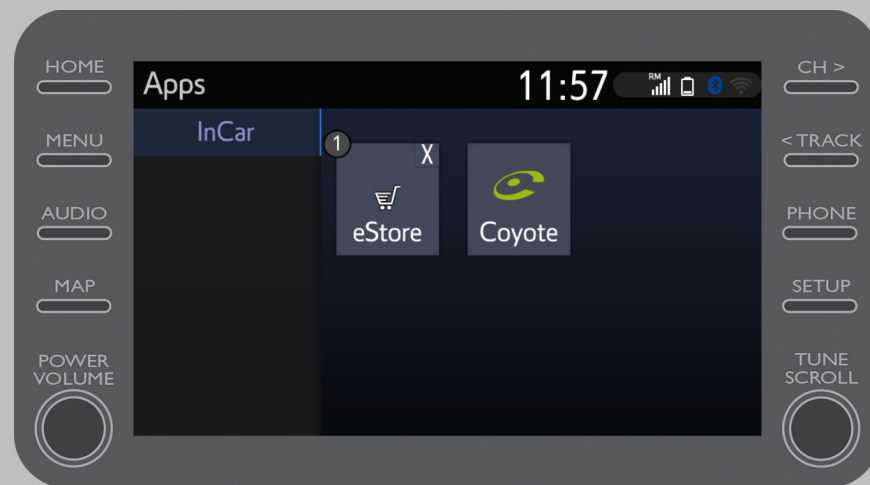 HOME
MENU
AUDIO
MAP
POWER
VOLUME
Apps
11:57
RM
InCar
1
X
eStore
Coyote
CH >
< TRACK
PHONE
SETUP
TUNE
SCROLL